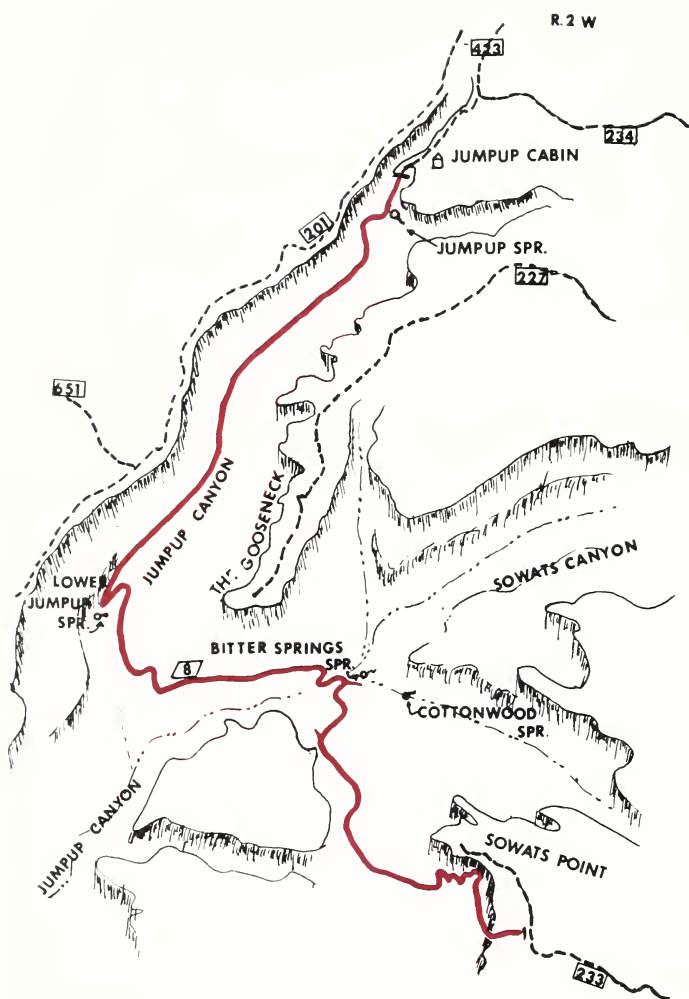 R. 2 W
423
234
JUMPUP CABIN
201
JUMPUP SPR.
227
651
JUMPUP CANYON
THE GOOSENECK
SOWATS CANYON
LOWER
JUMPUP
SPR.
BITTER SPRINGS
SPR.
8
COTTONWOOD
SPR.
JUMPUP CANYON
SOWATS POINT
233